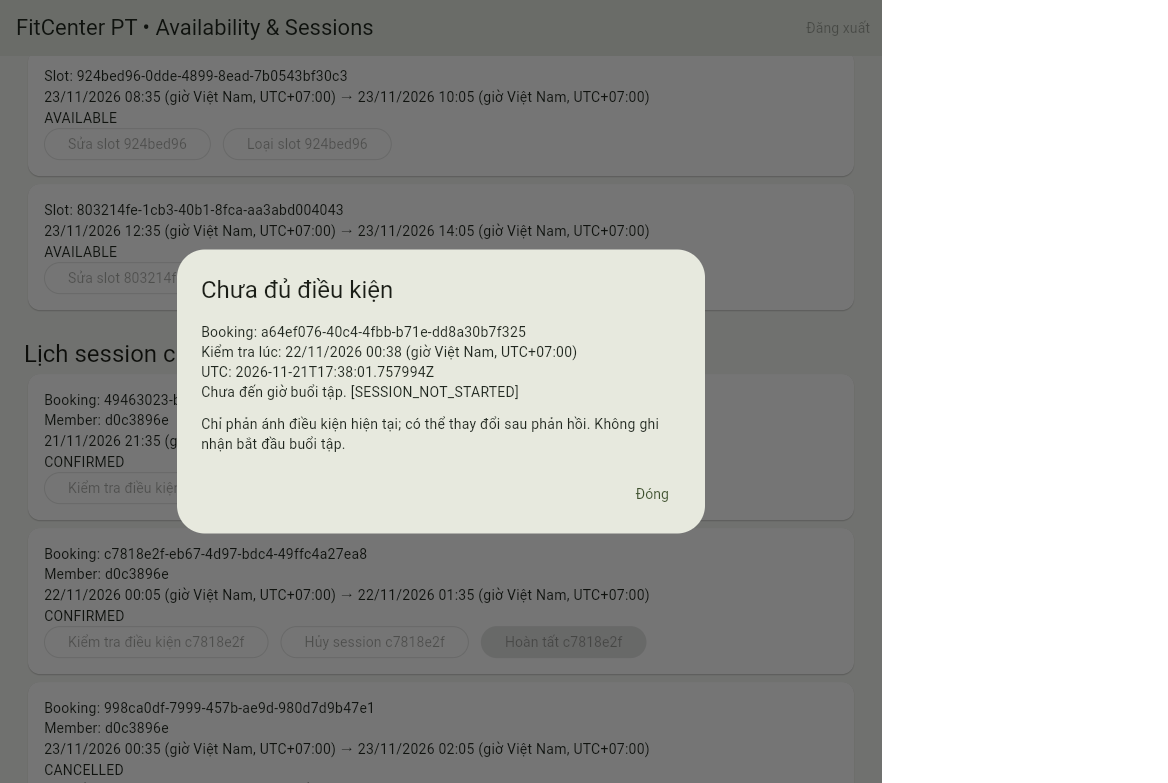 FitCenter PT • Availability & Sessions
Đăng xuất
Slot: 924bed96-0dde-4899-8ead-7b0543bf30c3
23/11/2026 08:35 (giờ Việt Nam, UTC+07:00) → 23/11/2026 10:05 (giờ Việt Nam, UTC+07:00)
AVAILABLE
Sửa slot 924bed96
Loại slot 924bed96
Slot: 803214fe-1cb3-40b1-8fca-aa3abd004043
23/11/2026 12:35 (giờ Việt Nam, UTC+07:00) → 23/11/2026 14:05 (giờ Việt Nam, UTC+07:00)
AVAILABLE
Sửa slot 803214f
Chưa đủ điều kiện
Booking: a64ef076-40c4-4fbb-b71e-dd8a30b7f325
Kiểm tra lúc: 22/11/2026 00:38 (giờ Việt Nam, UTC+07:00)
UTC: 2026-11-21T17:38:01.757994Z
Chưa đến giờ buổi tập. [SESSION_NOT_STARTED]
Chỉ phản ánh điều kiện hiện tại; có thể thay đổi sau phản hồi. Không ghi
nhận bắt đầu buổi tập.
Đóng
Lịch session c
Booking: 49463023-b
Member: d0c3896e
21/11/2026 21:35 (g
CONFIRMED
Kiểm tra điều kiện
Booking: c7818e2f-eb67-4d97-bdc4-49ffc4a27ea8
Member: d0c3896e
22/11/2026 00:05 (giờ Việt Nam, UTC+07:00) → 22/11/2026 01:35 (giờ Việt Nam, UTC+07:00)
CONFIRMED
Kiểm tra điều kiện c7818e2f
Hủy session c7818e2f
Hoàn tất c7818e2f
Booking: 998ca0df-7999-457b-ae9d-980d7d9b47e1
Member: d0c3896e
23/11/2026 00:35 (giờ Việt Nam, UTC+07:00) → 23/11/2026 02:05 (giờ Việt Nam, UTC+07:00)
CANCELLED